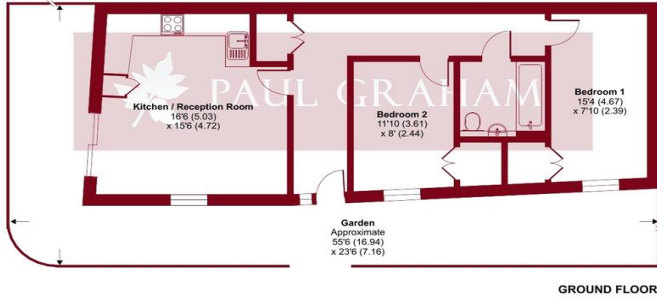 PAUL GRAHAM
Kitchen / Reception Room
16'6 (5.03)
x 15'6 (4.72)
Bedroom 2
11'10 (3.61)
x 8' (2.44)
Bedroom 1
15'4 (4.67)
x 7'10 (2.39)
Garden
Approximate
55'6 (16.94)
x 23'6 (7.16)
GROUND FLOOR